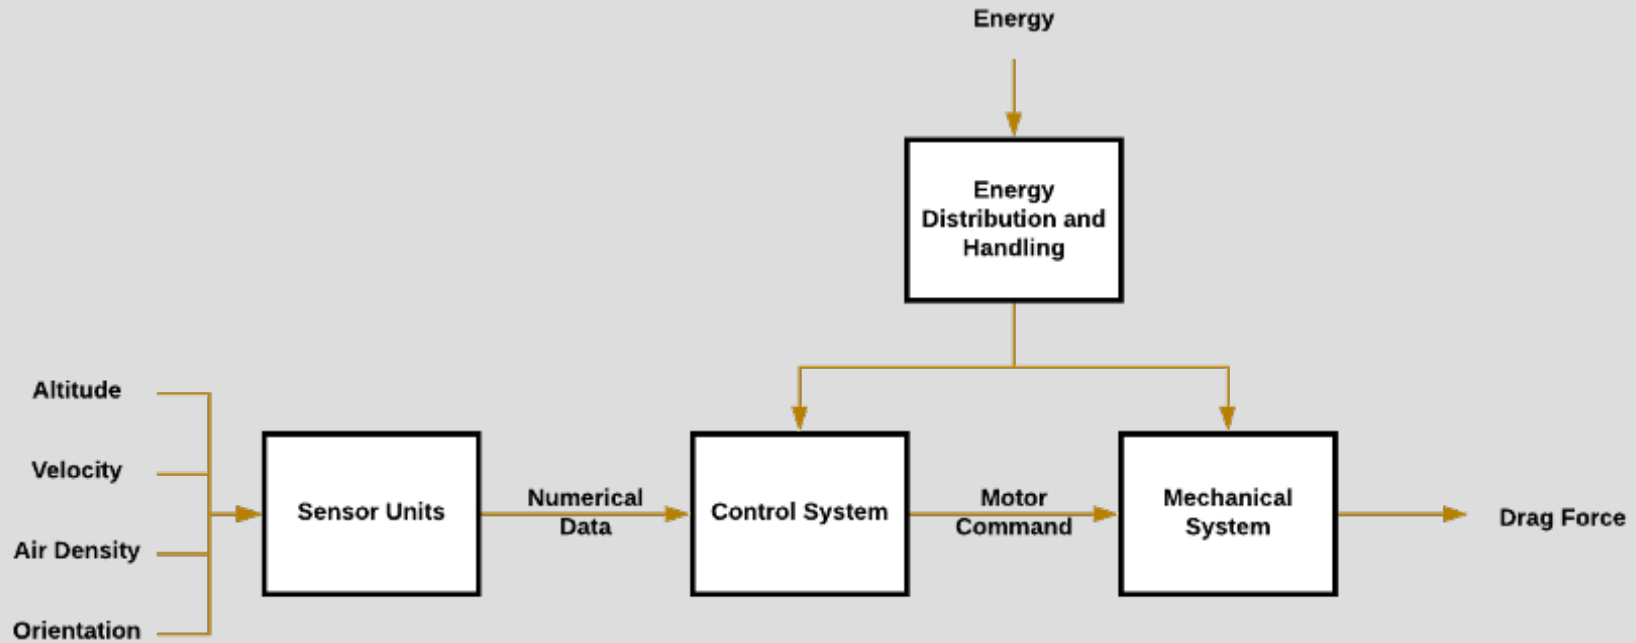 Energy
Energy
Distribution and
Handling
Altitude
Velocity
Air Density
Orientation
Sensor Units
Numerical
Data
Control System
Motor
Command
Mechanical
System
Drag Force